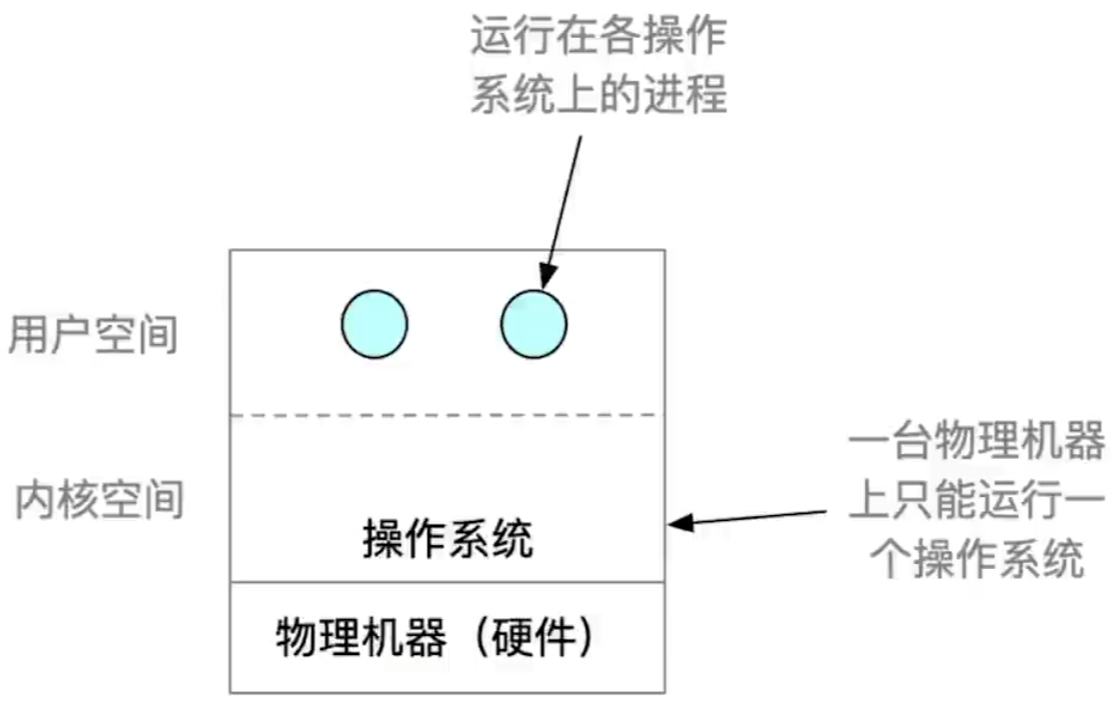 运行在各操作
系统上的进程
用户空间
内核空间
一台物理机器
上只能运行一
个操作系统
操作系统
物理机器（硬件）